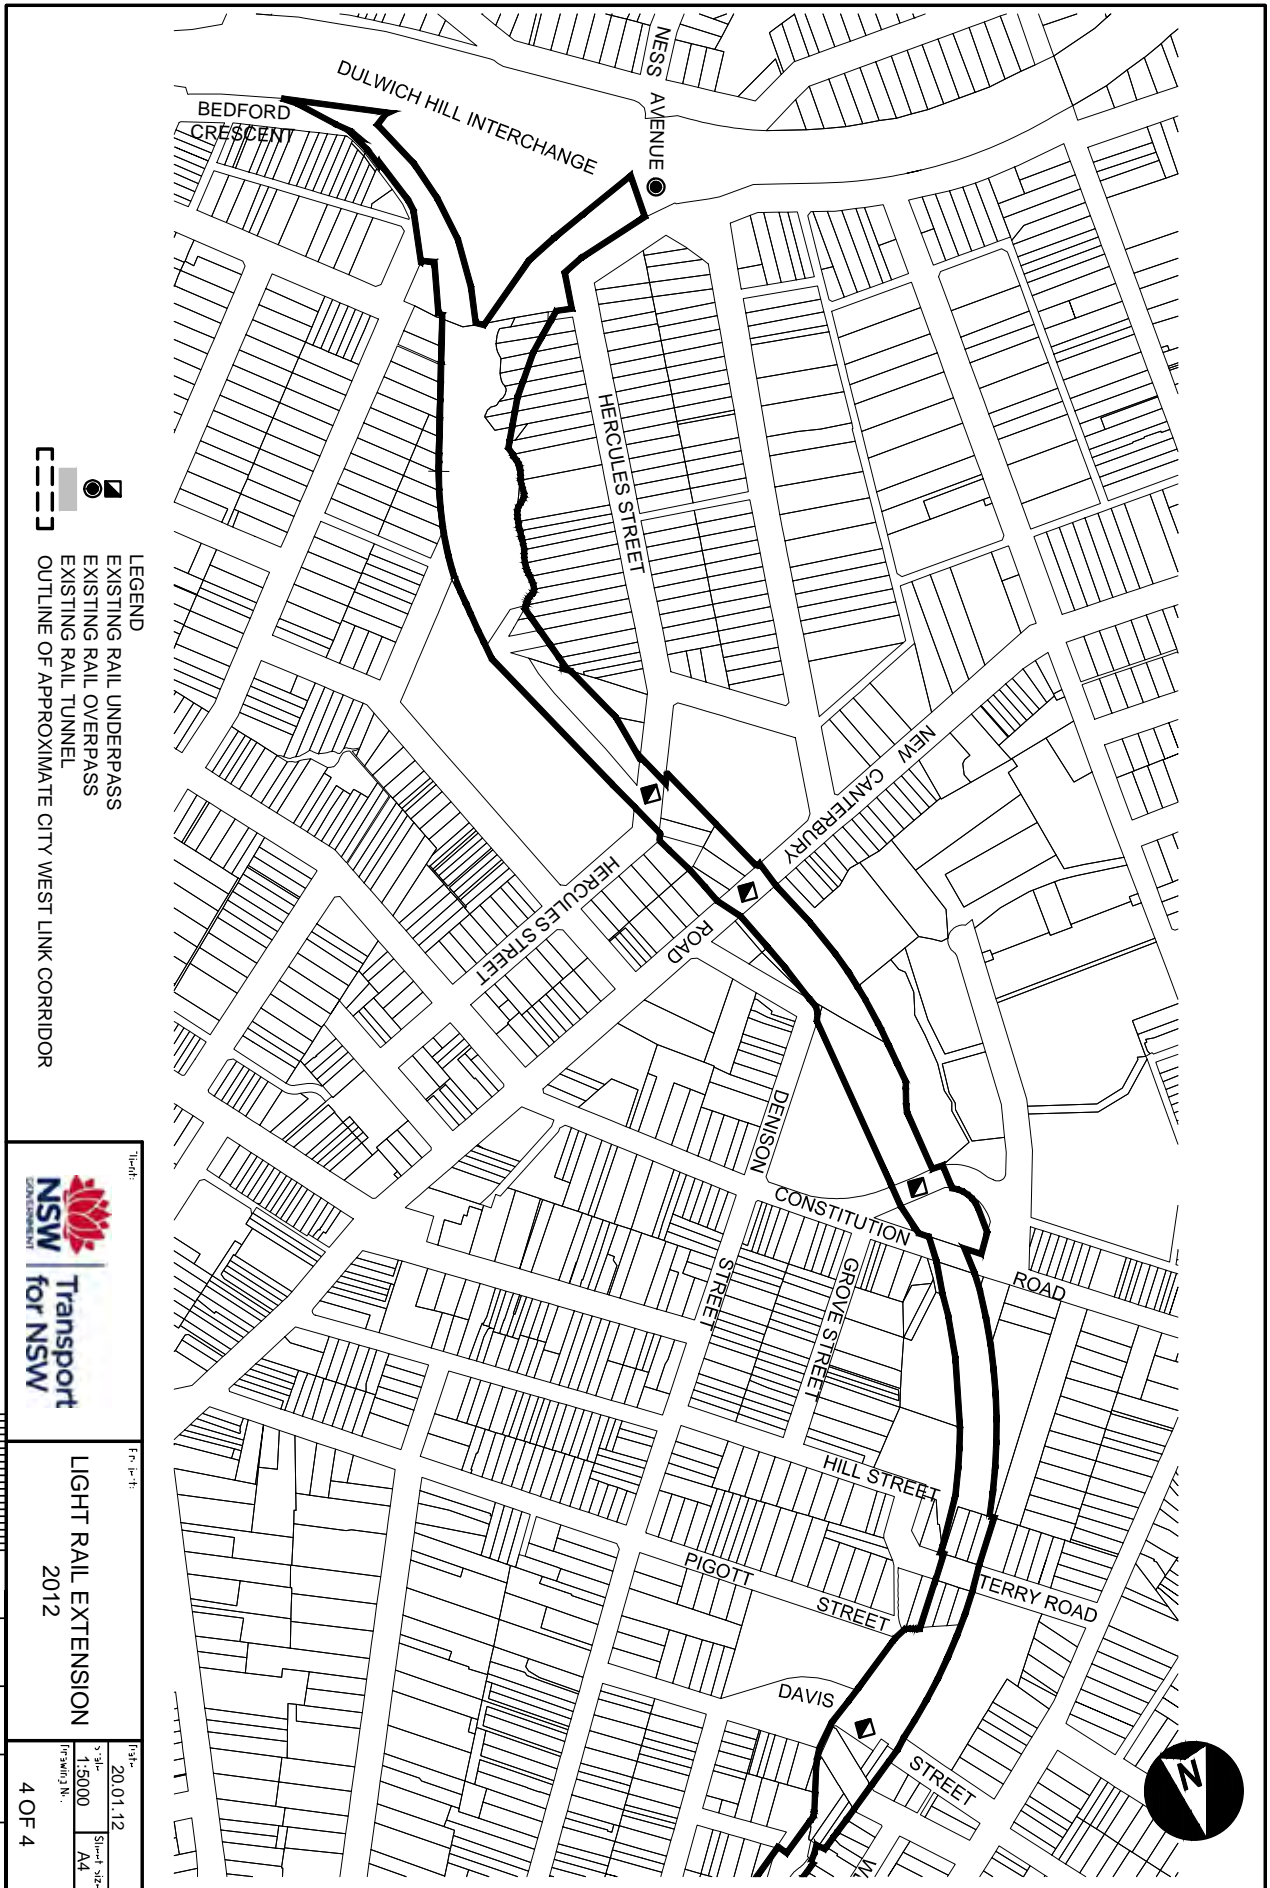 NESS AVENUE
DULWICH HILL INTERCHANGE
BEDFORD
CRESCENT
HERCULES STREET
NEW CANTERBURY
ROAD
HERCULES STREET
DENISON
STREET
CONSTITUTION
ROAD
GROVE STREET
HILL STREET
TERRY ROAD
PIGOTT
STREET
DAVIS
STREET
N
LEGEND
EXISTING RAIL UNDERPASS
EXISTING RAIL OVERPASS
EXISTING RAIL TUNNEL
OUTLINE OF APPROXIMATE CITY WEST LINK CORRIDOR
NSW
GOVERNMENT
Transport
for NSW
LIGHT RAIL EXTENSION
2012
20.01.12
1:5000
A4
4 OF 4